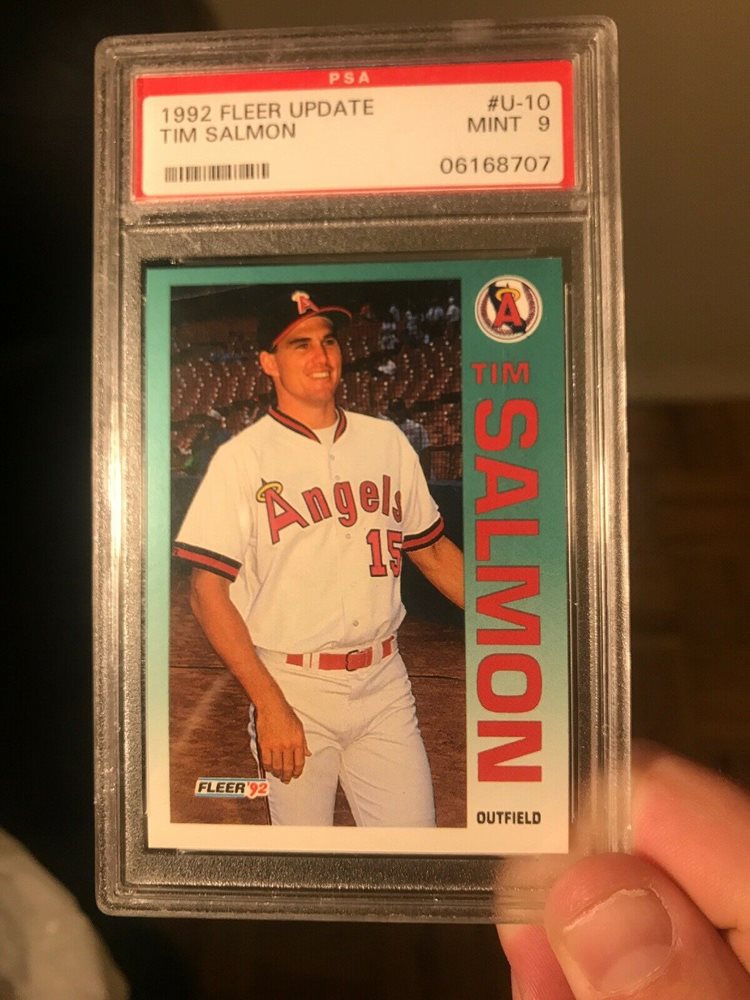 PSA
1992 FLEER UPDATE #U-10
TIM SALMON MINT 9
06168707
A
A
TIM
SALMON
Angels
15
FLEER '92
OUTFIELD